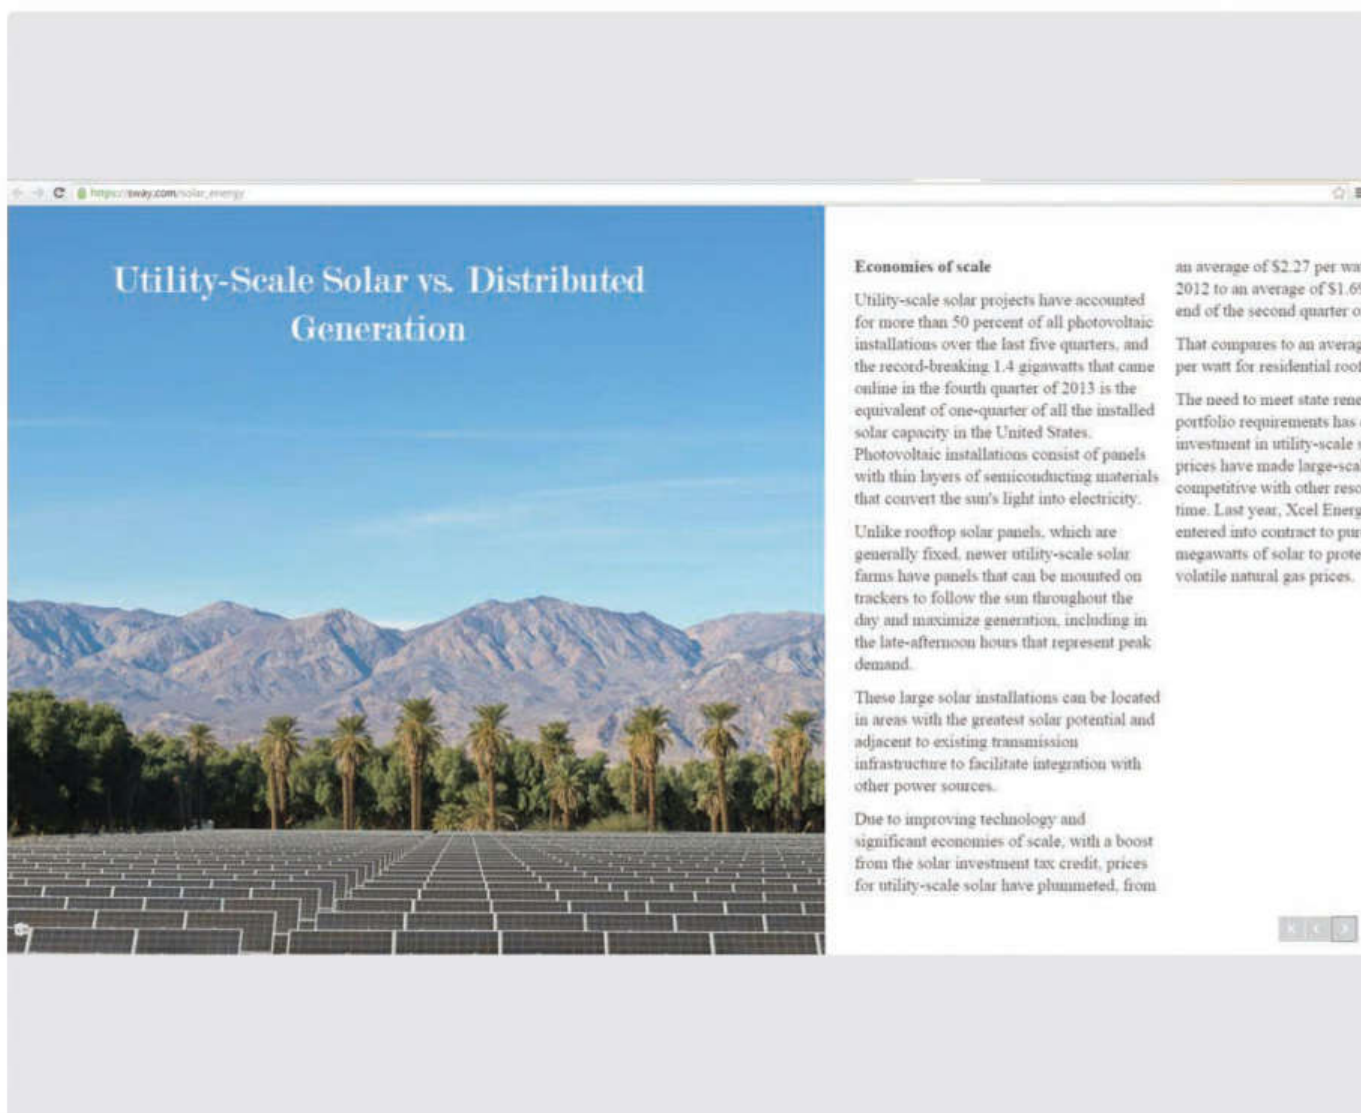 https://sway.com/solar_energy
Utility-Scale Solar vs. Distributed
Generation
Economies of scale
Utility-scale solar projects have accounted
for more than 50 percent of all photovoltaic
installations over the last five quarters, and
the record-breaking 1.4 gigawatts that came
online in the fourth quarter of 2013 is the
equivalent of one-quarter of all the installed
solar capacity in the United States.
Photovoltaic installations consist of panels
with thin layers of semiconducting materials
that convert the sun's light into electricity.
Unlike rooftop solar panels, which are
generally fixed, newer utility-scale solar
farms have panels that can be mounted on
trackers to follow the sun throughout the
day and maximize generation, including in
the late-afternoon hours that represent peak
demand.
These large solar installations can be located
in areas with the greatest solar potential and
adjacent to existing transmission
infrastructure to facilitate integration with
other power sources.
Due to improving technology and
significant economies of scale, with a boost
from the solar investment tax credit, prices
for utility-scale solar have plummeted, from
an average of $2.27 per
2012 to an average of
end of the second quarter
That compares to an
per watt for residential
The need to meet state
portfolio requirements has
investment in utility-scale
prices have made
competitive with other
time. Last year, Xcel
entered into contract to
megawatts of solar to
volatile natural gas prices.